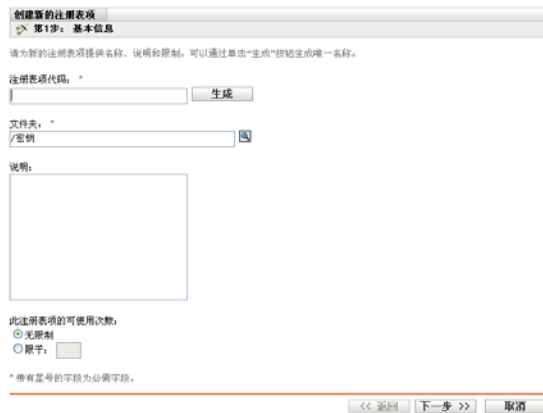 创建新的注册表项
第1步： 基本信息
请为新的注册表项提供名称、说明和限制。可以通过单击“生成”按钮生成唯一名称。
注册表项代码： *
生成
文件夹： *
/密钥
说明：
此注册表项的可使用次数：
无限制
限于：
* 带有星号的字段为必需字段。
<< 返回 下一步 >> 取消